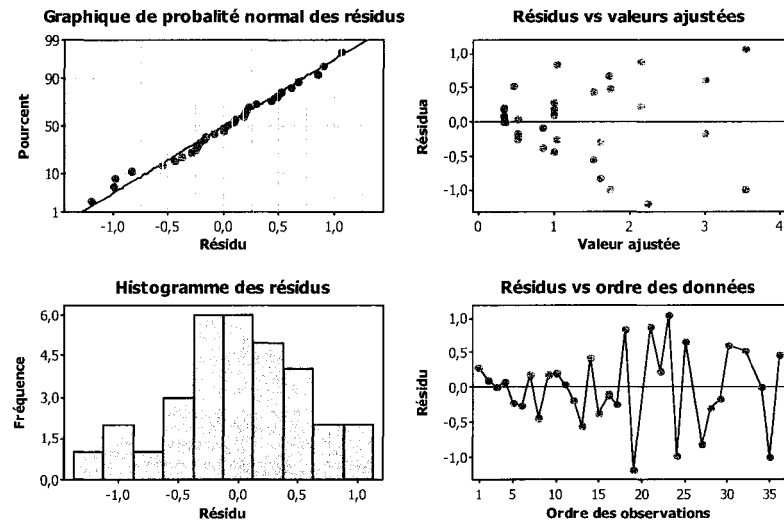 Graphique de probalité normal des résidus
99
90
50
10
1
Pourcent
-1,0 -0,5 0,0 0,5 1,0
Résidu
Résidus vs valeurs ajustées
1,0
0,5
0,0
-0,5
-1,0
Résidua
0 1 2 3 4
Valeur ajustée
Histogramme des résidus
6,0
4,5
3,0
1,5
0,0
Fréquence
-1,0 -0,5 0,0 0,5 1,0
Résidu
Résidus vs ordre des données
1,0
0,5
0,0
-0,5
-1,0
Résidu
1 5 10 15 20 25 30 35
Ordre des observations